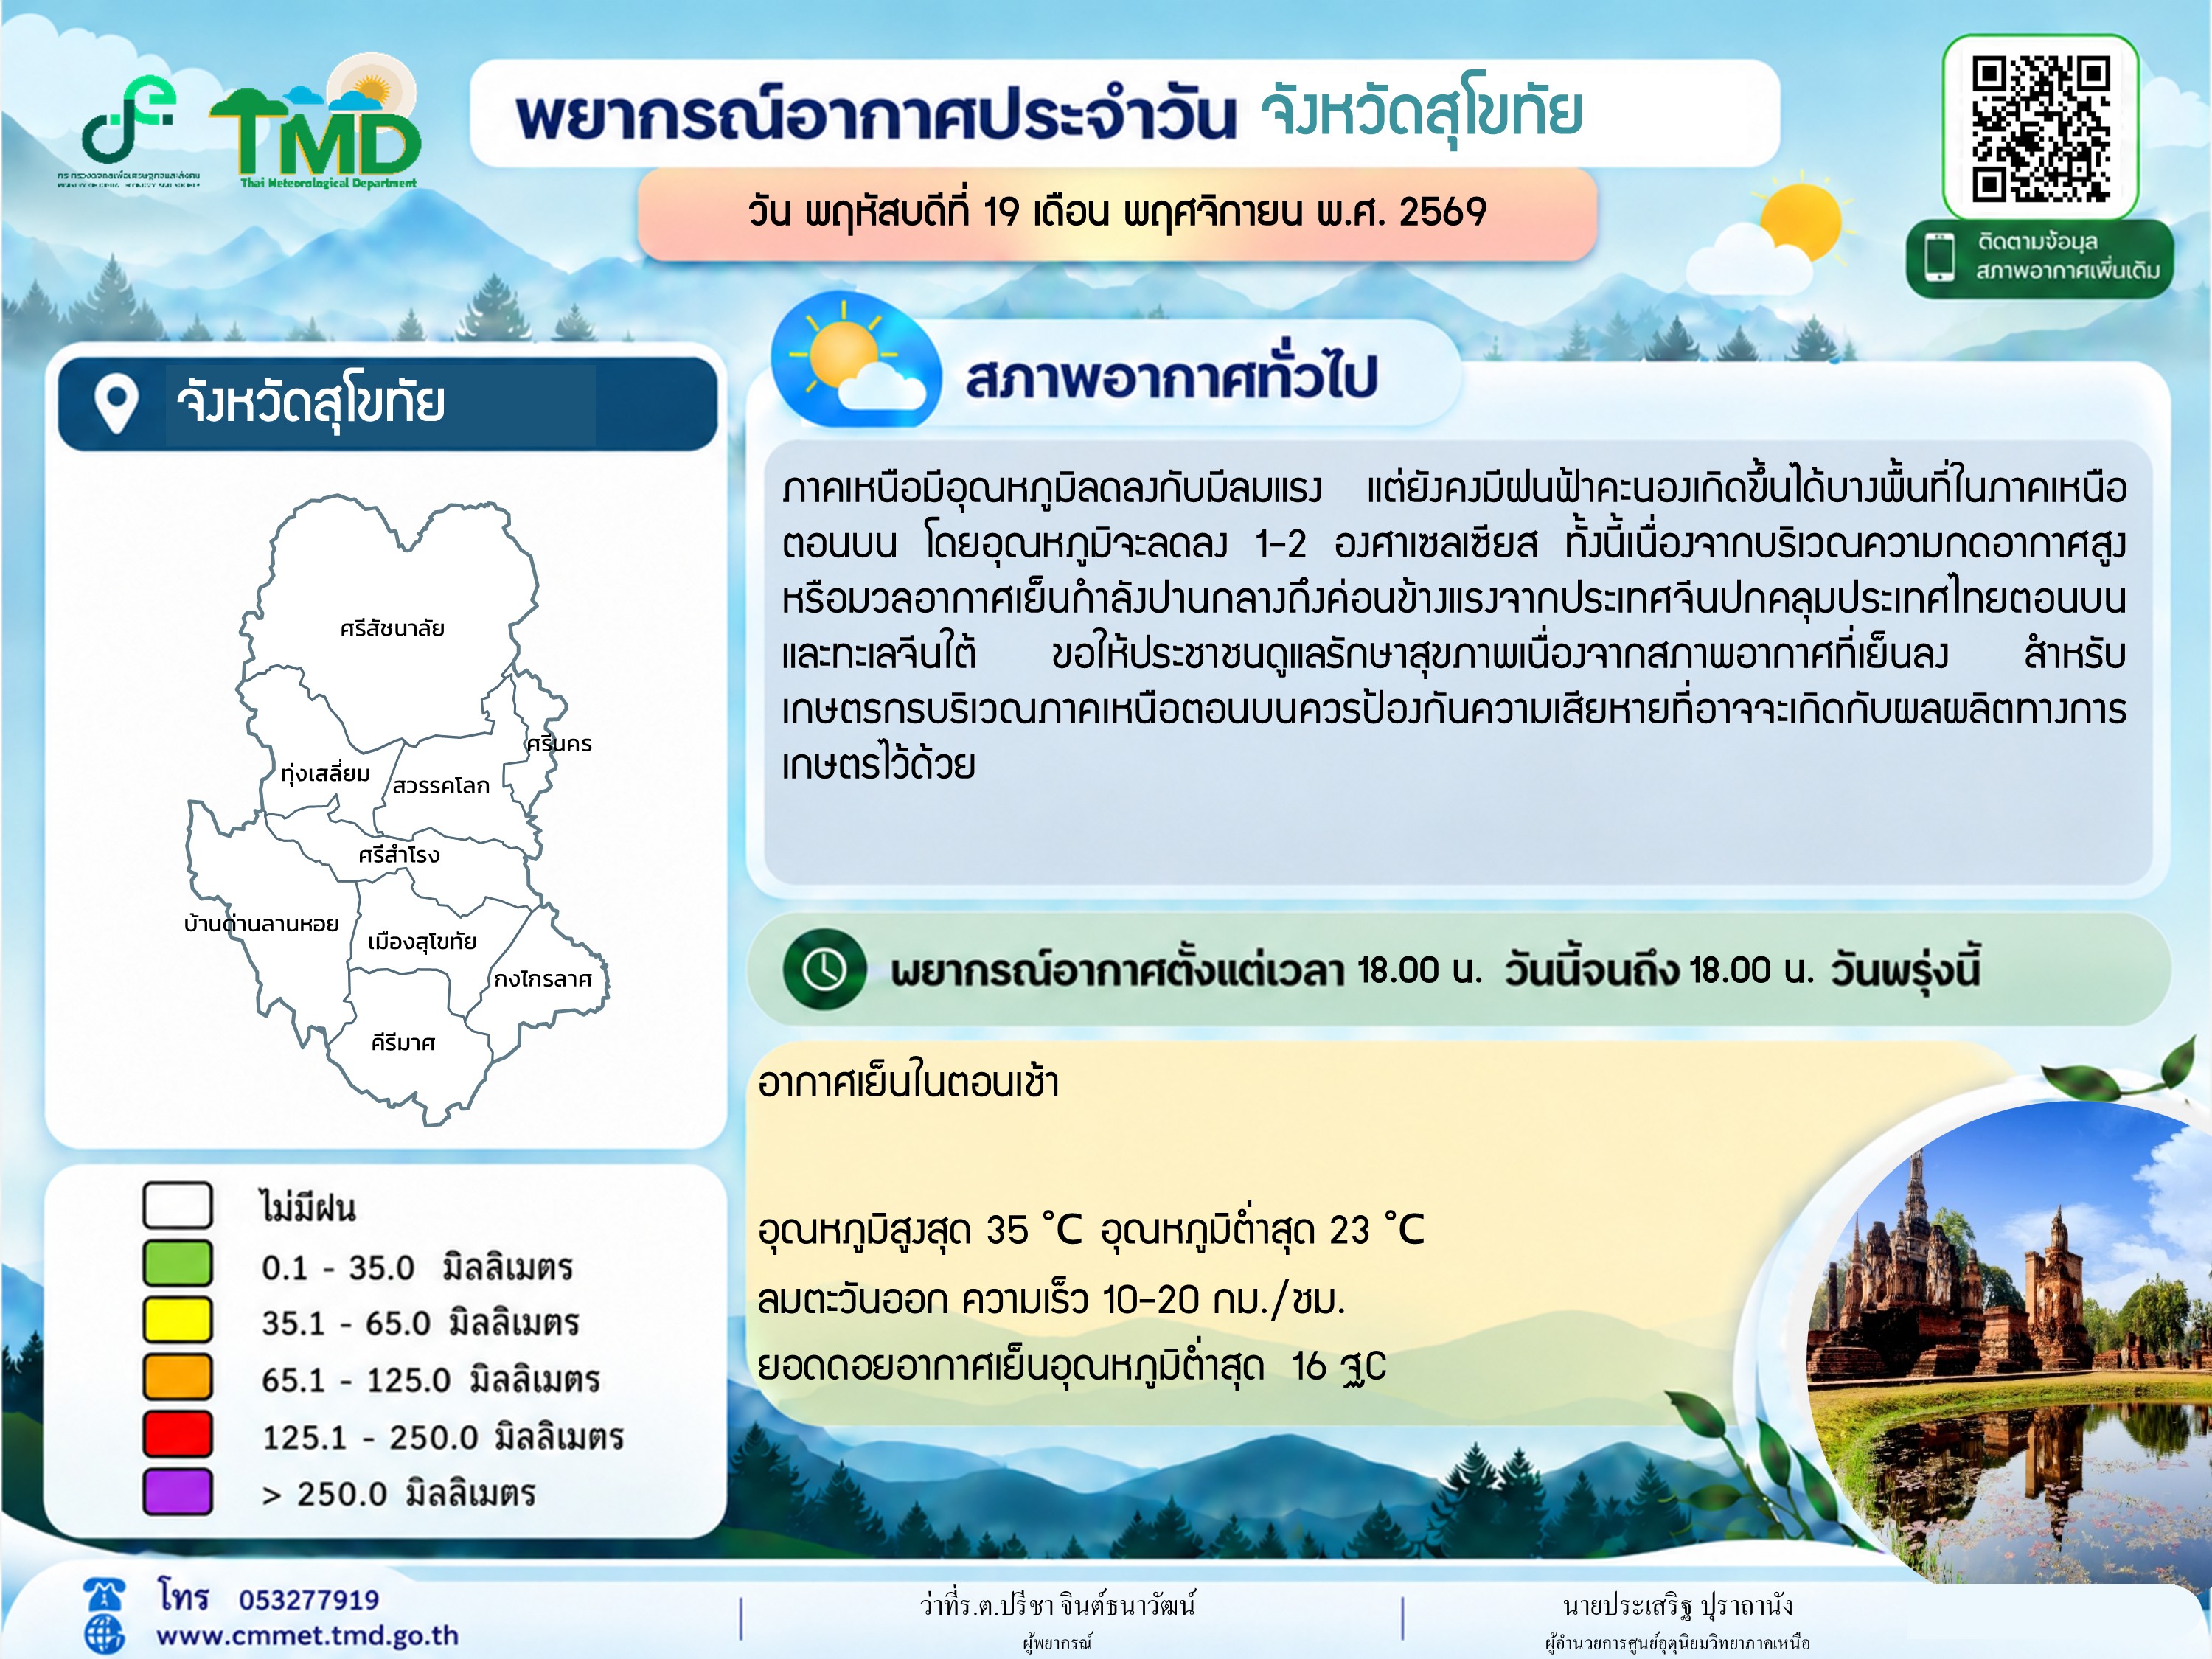 TMD
Thai Meteorological Department
พยากรณ์อากาศประจำวัน จังหวัดสุโขทัย
วัน พฤหัสบดีที่ 19 เดือน พฤศจิกายน พ.ศ. 2569
ติดตามข้อมุล
สภาพอากาศเพิ่นเติม
จังหวัดสุโขทัย
สภาพอากาศทั่วไป
ภาคเหนือมีอุณหภูมิลดลงกับมีลมแรง แต่ยังคงมีฝนฟ้าคะนองเกิดขึ้นได้บางพื้นที่ในภาคเหนือ
ตอนบน โดยอุณหภูมิจะลดลง 1-2 องศาเซลเซียส ทั้งนี้เนื่องจากบริเวณความกดอากาศสูง
หรือมวลอากาศเย็นกำลังปานกลางถึงค่อนข้างแรงจากประเทศจีนปกคลุมประเทศไทยตอนบน
และทะเลจีนใต้ ขอให้ประชาชนดูแลรักษาสุขภาพเนื่องจากสภาพอากาศที่เย็นลง สำหรับ
เกษตรกรบริเวณภาคเหนือตอนบนควรป้องกันความเสียหายที่อาจจะเกิดกับผลผลิตทางการ
เกษตรไว้ด้วย
ศรีสัชนาลัย
ศรีนคร
ทุ่งเสลี่ยม
สวรรคโลก
ศรีสำโรง
บ้านด่านลานหอย
เมืองสุโขทัย
กงไกรลาศ
คีรีมาศ
พยากรณ์อากาศตั้งแต่เวลา 18.00 น. วันนี้จนถึง 18.00 น. วันพรุ่งนี้
อากาศเย็นในตอนเช้า
อุณหภูมิสูงสุด 35 °C อุณหภูมิต่ำสุด 23 °C
ลมตะวันออก ความเร็ว 10-20 กม./ชม.
ยอดดอยอากาศเย็นอุณหภูมิต่ำสุด 16 ฐC
ไม่มีฝน
0.1 - 35.0 มิลลิเมตร
35.1 - 65.0 มิลลิเมตร
65.1 - 125.0 มิลลิเมตร
125.1 - 250.0 มิลลิเมตร
> 250.0 มิลลิเมตร
โทร 053277919
www.cmmet.tmd.go.th
ว่าที่ร.ต.ปรีชา จินต์ธนาวัฒน์
ผู้พยากรณ์
นายประเสริฐ ปุราถานัง
ผู้อำนวยการศูนย์อุตุนิยมวิทยาภาคเหนือ